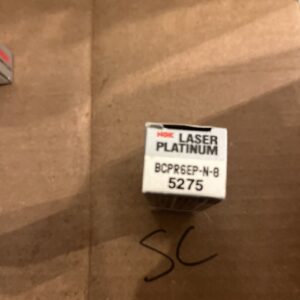 NGK LASER
PLATINUM
BCPR6EP-N-8
5275
SC